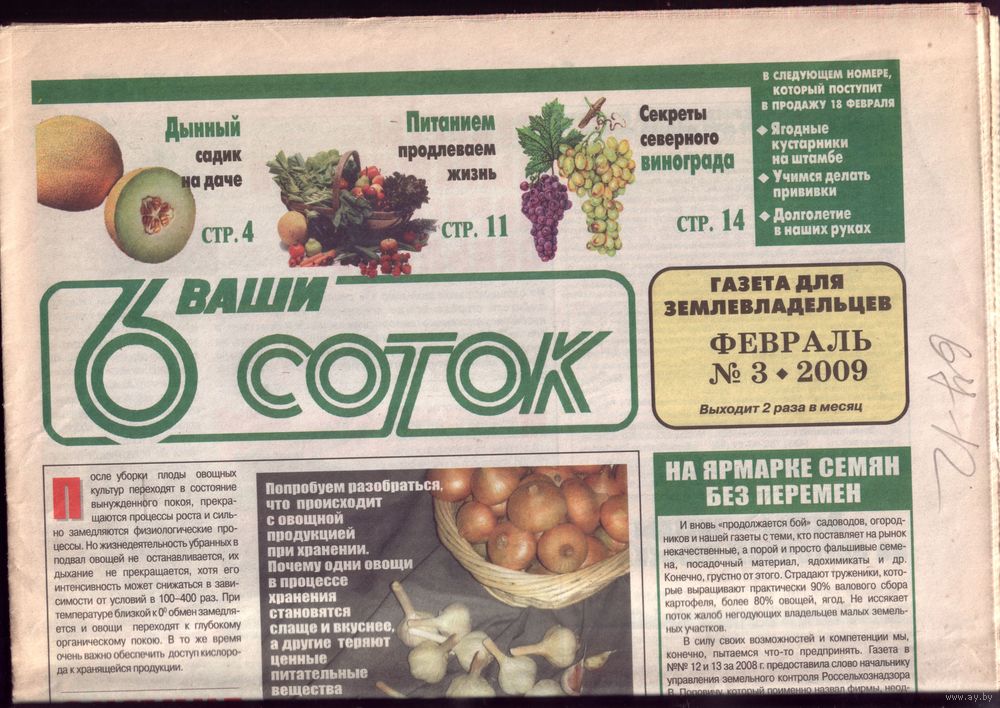 Дынный
садик
на даче
СТР. 4
Питанием
продлеваем
жизнь
СТР. 11
Секреты
северного
винограда
СТР. 14
В СЛЕДУЮЩЕМ НОМЕРЕ,
КОТОРЫЙ ПОСТУПИТ
В ПРОДАЖУ 18 ФЕВРАЛЯ
◆ Ягодные
кустарники
на штамбе
◆ Учимся делать
прививки
◆ Долголетие
в наших руках
ВАШИ
6 СОТОК
ГАЗЕТА ДЛЯ
ЗЕМЛЕВЛАДЕЛЬЦЕВ
ФЕВРАЛЬ
№ 3 ◆ 2009
Выходит 2 раза в месяц
После уборки плоды овощных
культур переходят в состояние
вынужденного покоя, прекра-
щаются процессы роста и силь-
но замедляются физиологические про-
цессы. Но жизнедеятельность убранных в
подвал овощей не останавливается, их
дыхание не прекращается, хотя его
интенсивность может снижаться в зави-
симости от условий в 100–400 раз. При
температуре близкой к 0⁰ обмен замедля-
ется и овощи переходят к глубокому
органическому покою. В то же время
очень важно обеспечить доступ кислоро-
да к хранящейся продукции.
Попробуем разобраться,
что происходит
с овощной
продукцией
при хранении.
Почему одни овощи
в процессе
хранения
становятся
слаще и вкуснее,
а другие теряют
ценные
питательные
вещества
НА ЯРМАРКЕ СЕМЯН
БЕЗ ПЕРЕМЕН
И вновь «продолжается бой» садоводов, огород-
ников и нашей газеты с теми, кто поставляет на рынок
некачественные, а порой и просто фальшивые семе-
на, посадочный материал, ядохимикаты и др.
Конечно, грустно от этого. Страдают труженики, кото-
рые выращивают практически 90% валового сбора
картофеля, более 80% овощей, ягод. Не иссякает
поток жалоб негодующих владельцев малых земель-
ных участков.
В силу своих возможностей и компетенции мы,
конечно, пытаемся что-то предпринять. Газета в
№№ 12 и 13 за 2008 г. предоставила слово начальнику
управления земельного контроля Россельхознадзора
В. Поповичу, который поименно назвал фирмы, неод-
www.ay.by